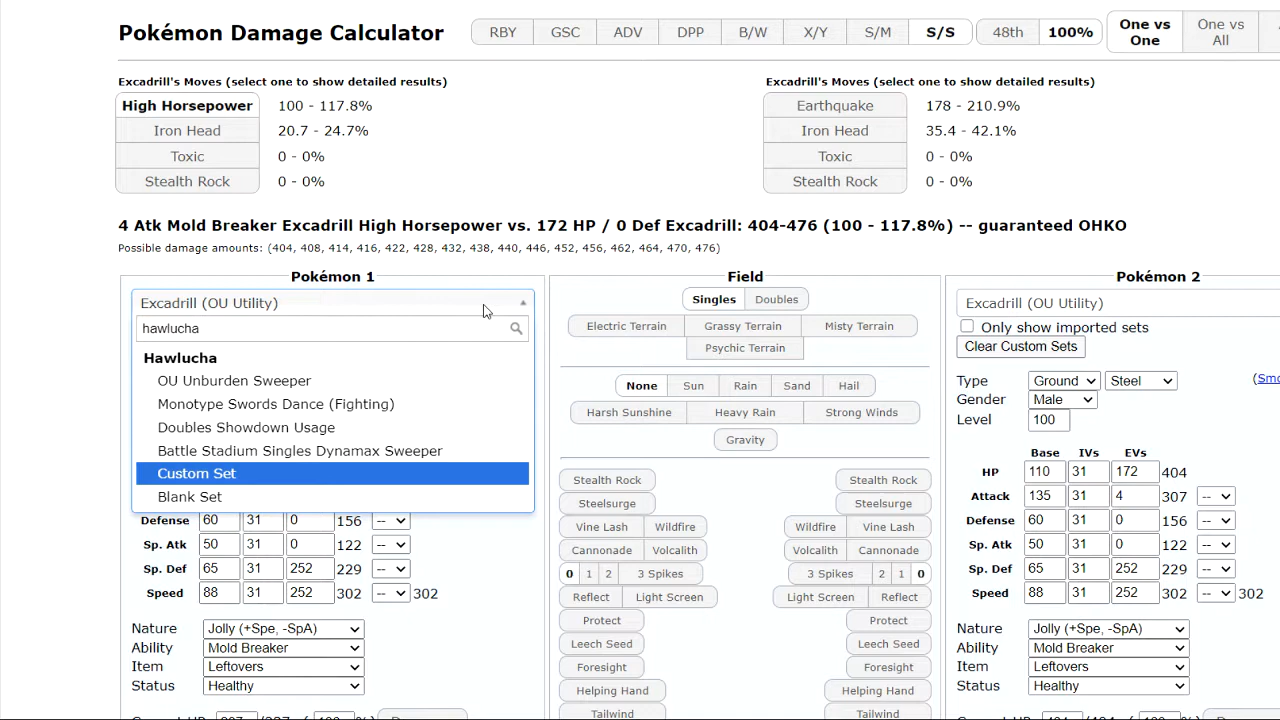 Pokémon Damage Calculator RBY GSC ADV DPP B/W X/Y S/M S/S 48th 100% One vs One One vs All
Excadrill's Moves (select one to show detailed results) Excadrill's Moves (select one to show detailed results)
High Horsepower 100 - 117.8% Earthquake 178 - 210.9%
Iron Head 20.7 - 24.7% Iron Head 35.4 - 42.1%
Toxic 0 - 0% Toxic 0 - 0%
Stealth Rock 0 - 0% Stealth Rock 0 - 0%
4 Atk Mold Breaker Excadrill High Horsepower vs. 172 HP / 0 Def Excadrill: 404-476 (100 - 117.8%) -- guaranteed OHKO
Possible damage amounts: (404, 408, 414, 416, 422, 428, 432, 438, 440, 446, 452, 456, 462, 464, 470, 476)
Pokémon 1
Excadrill (OU Utility)
hawlucha
Hawlucha
OU Unburden Sweeper
Monotype Swords Dance (Fighting)
Doubles Showdown Usage
Battle Stadium Singles Dynamax Sweeper
Custom Set
Blank Set
Defense 60 31 0 156 --
Sp. Atk 50 31 0 122 --
Sp. Def 65 31 252 229 --
Speed 88 31 252 302 -- 302
Nature Jolly (+Spe, -SpA)
Ability Mold Breaker
Item Leftovers
Status Healthy
Field
Singles Doubles
Electric Terrain Grassy Terrain Misty Terrain
Psychic Terrain
None Sun Rain Sand Hail
Harsh Sunshine Heavy Rain Strong Winds
Gravity
Stealth Rock Stealth Rock
Steelsurge Steelsurge
Vine Lash Wildfire Wildfire Vine Lash
Cannonade Volcalith Volcalith Cannonade
0 1 2 3 Spikes 3 Spikes 2 1 0
Reflect Light Screen Light Screen Reflect
Protect Protect
Leech Seed Leech Seed
Foresight Foresight
Helping Hand Helping Hand
Tailwind Tailwind
Pokémon 2
Excadrill (OU Utility)
Only show imported sets
Clear Custom Sets
Type Ground Steel
Gender Male
Level 100
Base IVs EVs
HP 110 31 172 404
Attack 135 31 4 307 --
Defense 60 31 0 156 --
Sp. Atk 50 31 0 122 --
Sp. Def 65 31 252 229 --
Speed 88 31 252 302 -- 302
Nature Jolly (+Spe, -SpA)
Ability Mold Breaker
Item Leftovers
Status Healthy